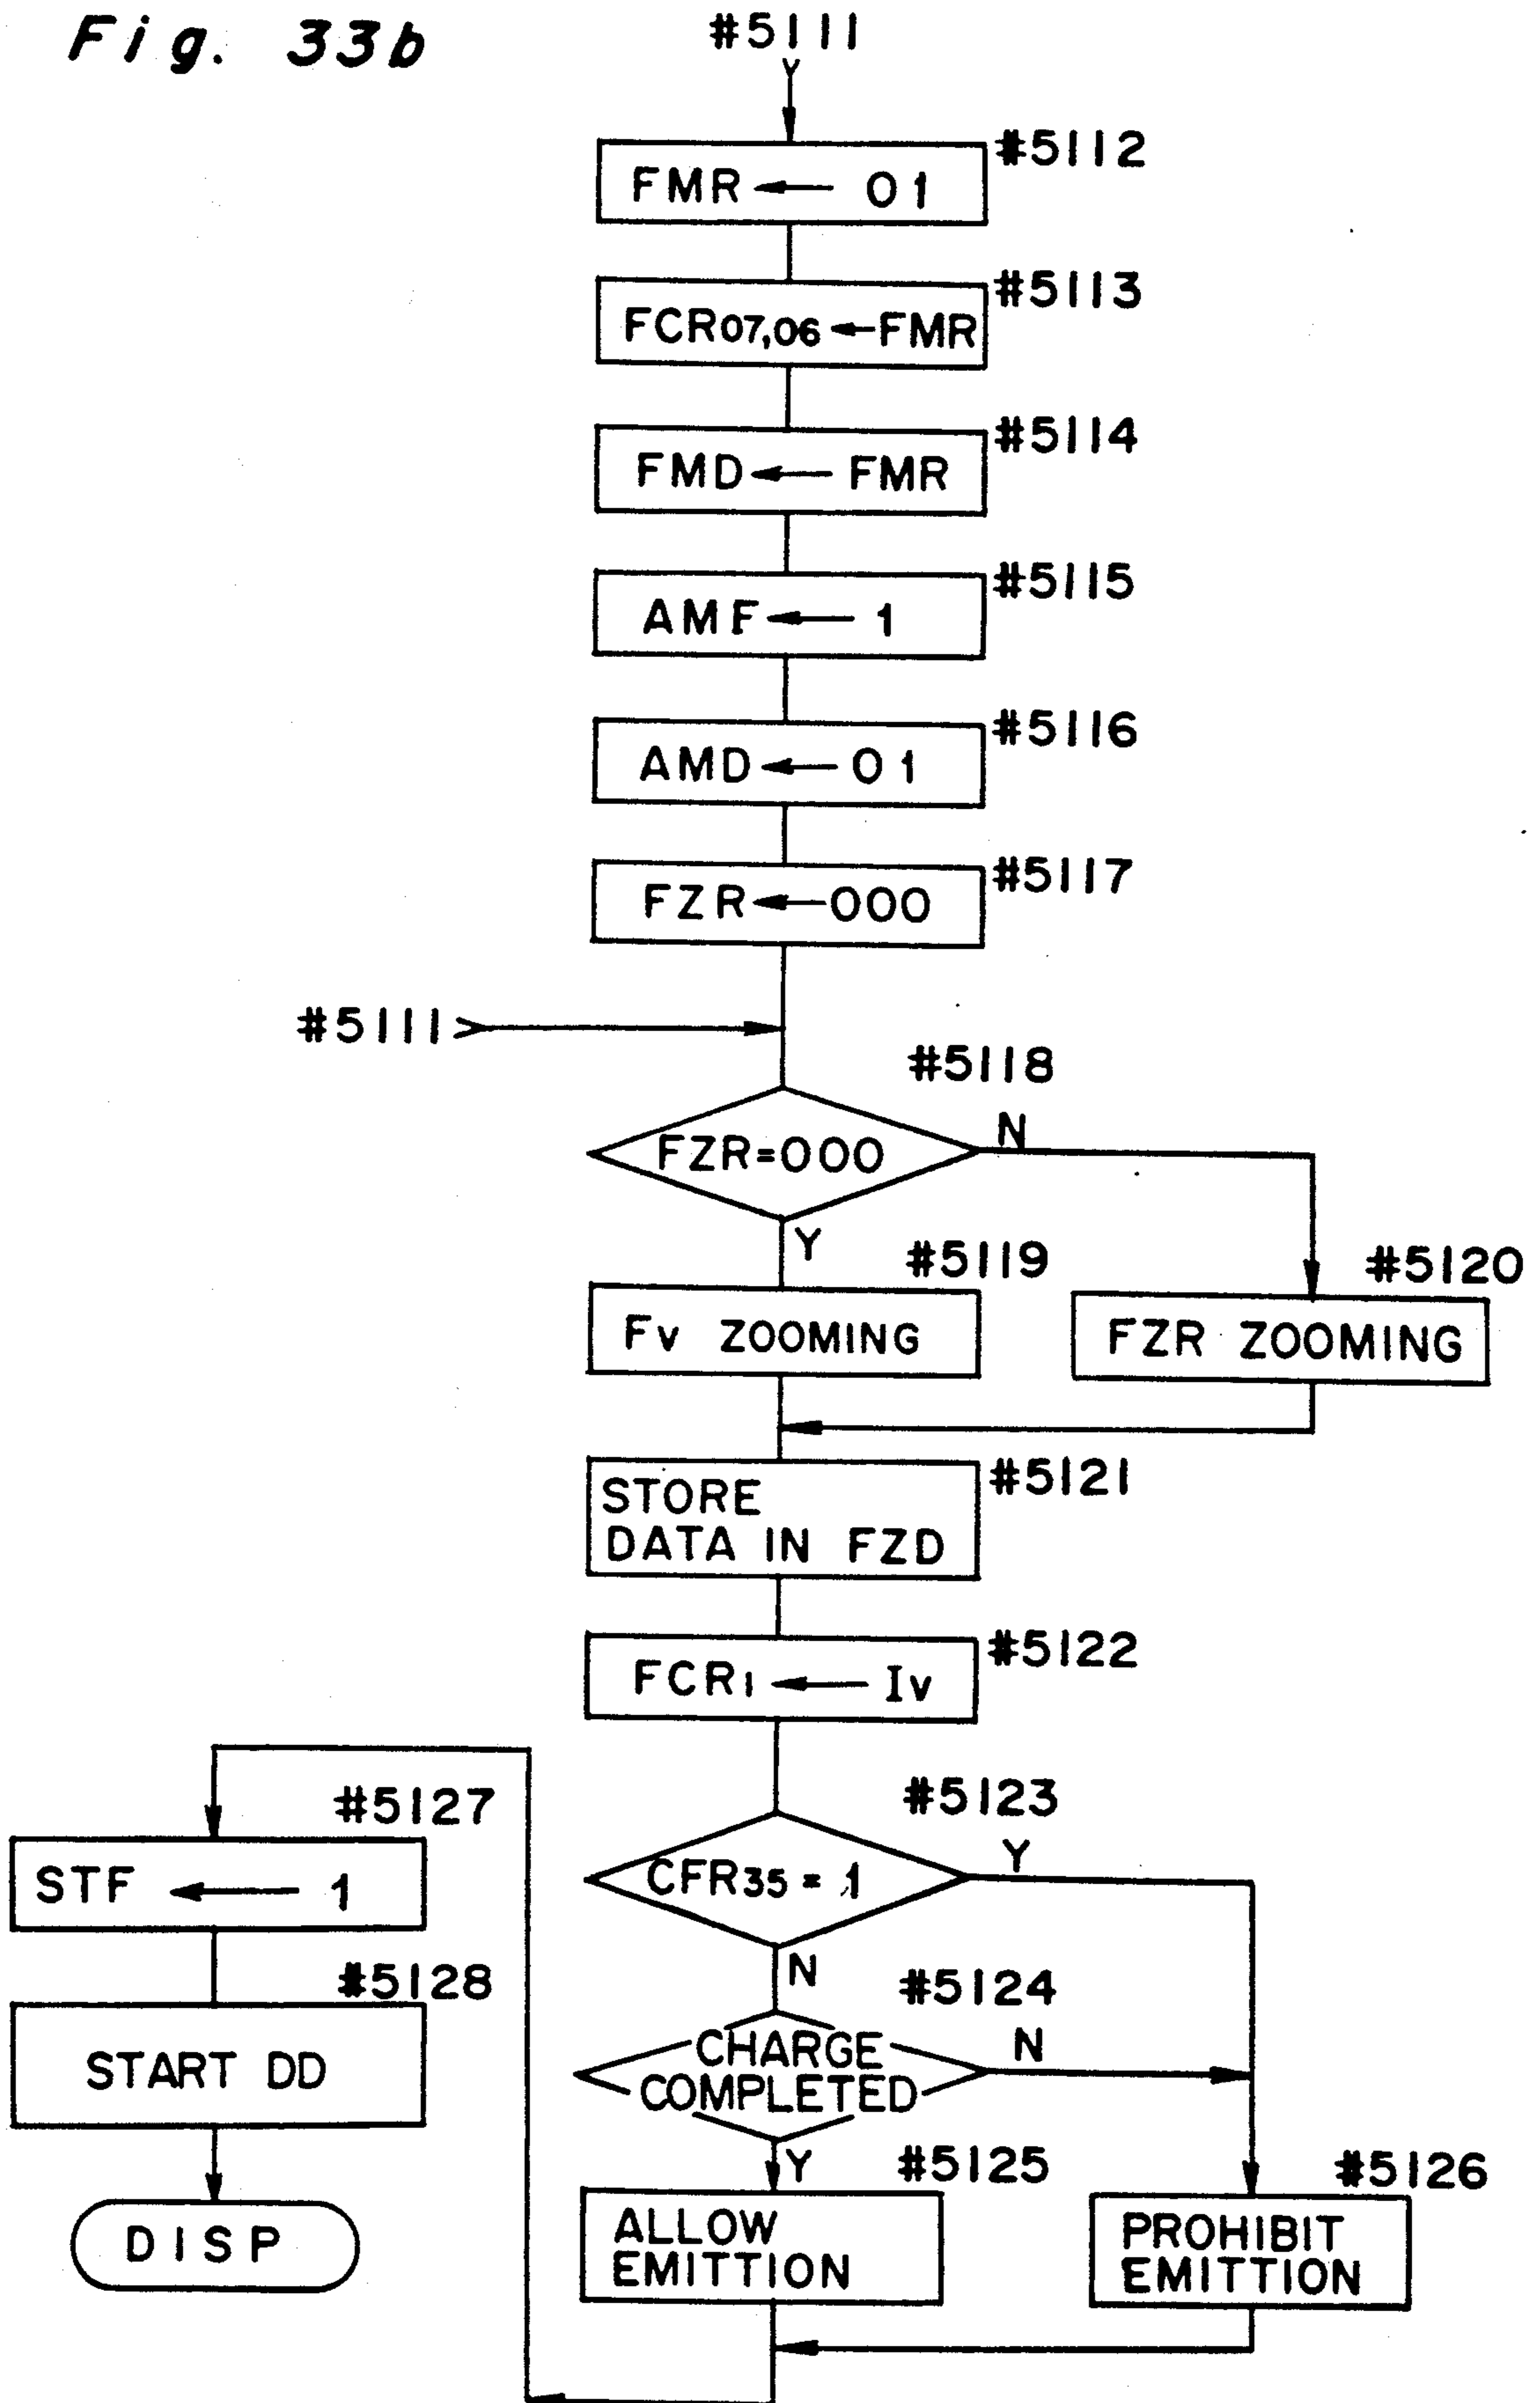 Fig. 33b
#5111
#5112
FMR ← 01
#5113
FCR07,06 ← FMR
#5114
FMD ← FMR
#5115
AMF ← 1
#5116
AMD ← 01
#5117
FZR ← 000
#5111
#5118
FZR=000
N
Y
#5119
Fv ZOOMING
#5120
FZR ZOOMING
#5121
STORE
DATA IN FZD
#5122
FCR1 ← Iv
#5123
CFR35 = 1
Y
N
#5124
CHARGE
COMPLETED
N
Y
#5125
ALLOW
EMITTION
#5126
PROHIBIT
EMITTION
#5127
STF ← 1
#5128
START DD
DISP